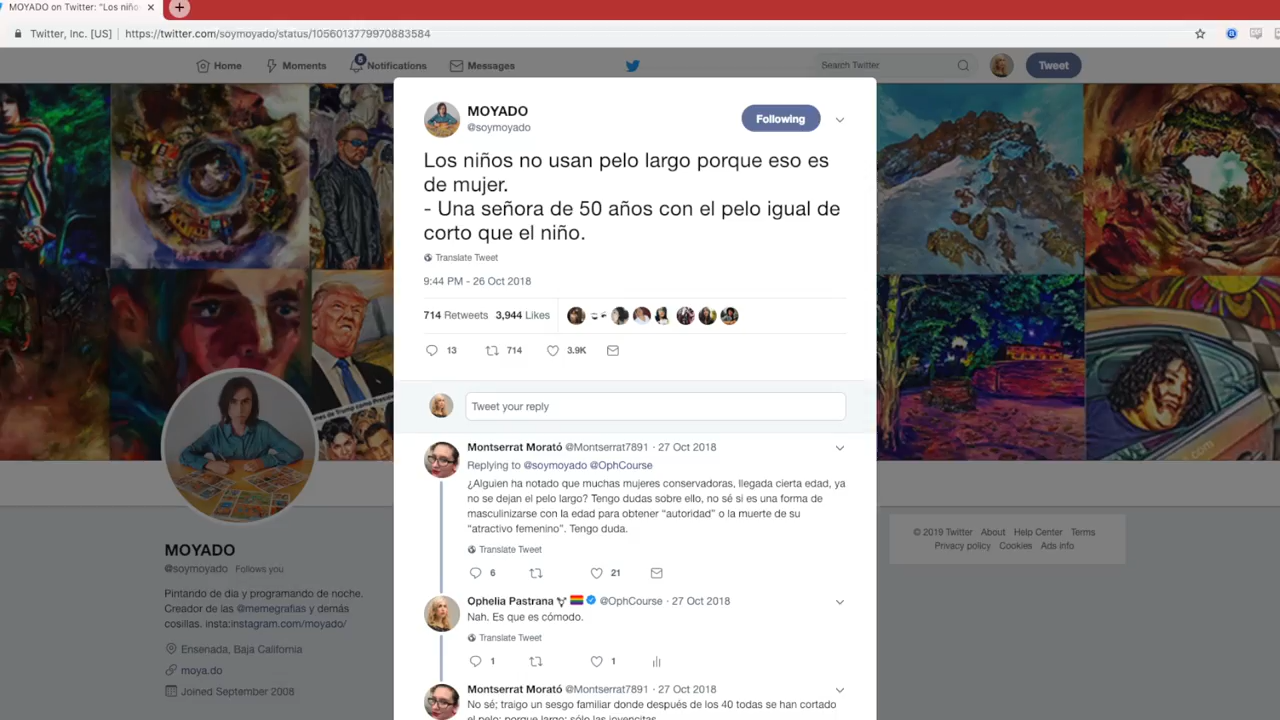 MOYADO on Twitter: "Los niño
Twitter, Inc. [US] | https://twitter.com/soymoyado/status/1056013779970883584
Home
Moments
8
Notifications
Messages
Search Twitter
Tweet
MOYADO
@soymoyado
Following
Los niños no usan pelo largo porque eso es
de mujer.
- Una señora de 50 años con el pelo igual de
corto que el niño.
Translate Tweet
9:44 PM - 26 Oct 2018
714 Retweets 3,944 Likes
13 714 3.9K
Tweet your reply
Montserrat Morató @Montserrat7891 · 27 Oct 2018
Replying to @soymoyado @OphCourse
¿Alguien ha notado que muchas mujeres conservadoras, llegada cierta edad, ya
no se dejan el pelo largo? Tengo dudas sobre ello, no sé si es una forma de
masculinizarse con la edad para obtener “autoridad” o la muerte de su
“atractivo femenino”. Tengo duda.
Translate Tweet
6 21
Ophelia Pastrana @OphCourse · 27 Oct 2018
Nah. Es que es cómodo.
Translate Tweet
1 1
Montserrat Morató @Montserrat7891 · 27 Oct 2018
No sé; traigo un sesgo familiar donde después de los 40 todas se han cortado
el pelo; porque largo: sólo las jovencitas.
MOYADO
@soymoyado Follows you
Pintando de día y programando de noche.
Creador de las @memegrafias y demás
cosillas. insta:instagram.com/moyado/
Ensenada, Baja California
moya.do
Joined September 2008
© 2019 Twitter About Help Center Terms
Privacy policy Cookies Ads info